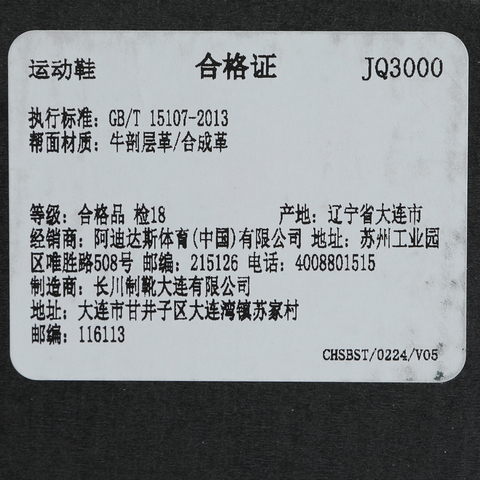 运动鞋 合格证 JQ3000
执行标准: GB/T 15107-2013
帮面材质: 牛剖层革/合成革
等级: 合格品 检18 产地: 辽宁省大连市
经销商: 阿迪达斯体育(中国)有限公司 地址: 苏州工业园
区唯胜路508号 邮编: 215126 电话: 4008801515
制造商: 长川制靴大连有限公司
地址: 大连市甘井子区大连湾镇苏家村
邮编: 116113
CHSBST/0224/V05